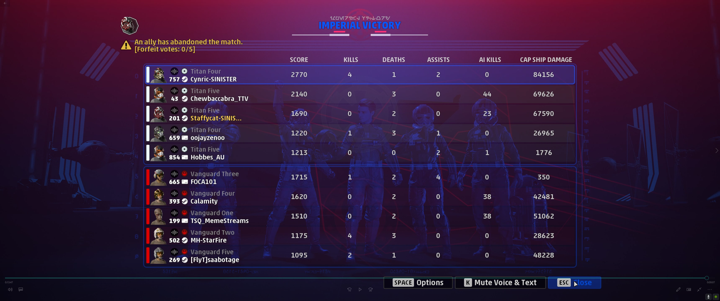 IMPERIAL VICTORY
An ally has abandoned the match.
[Forfeit votes: 0/5]
SCORE KILLS DEATHS ASSISTS AI KILLS CAP SHIP DAMAGE
Titan Four
757 Cynric-SINISTER 2770 4 1 2 0 84156
Titan Five
43 Chewbaccabra_TTV 2140 0 3 0 44 69626
Titan Five
201 Staffycat-SINIS... 1690 0 2 0 23 67590
Titan Four
659 oojayzenoo 1220 1 3 1 0 26965
Titan Five
854 Hobbes_AU 1213 0 0 2 1 1776
Vanguard Three
665 FOCA101 1715 1 2 4 0 350
Vanguard Four
393 Calamity 1620 0 2 0 38 42481
Vanguard One
199 TSQ_MemeStreams 1510 0 2 0 38 51062
Vanguard Two
502 MH-StarFire 1175 4 3 0 0 28623
Vanguard Five
269 [FlyT]saabotage 1095 2 1 0 0 48228
SPACE Options K Mute Voice & Text ESC Close